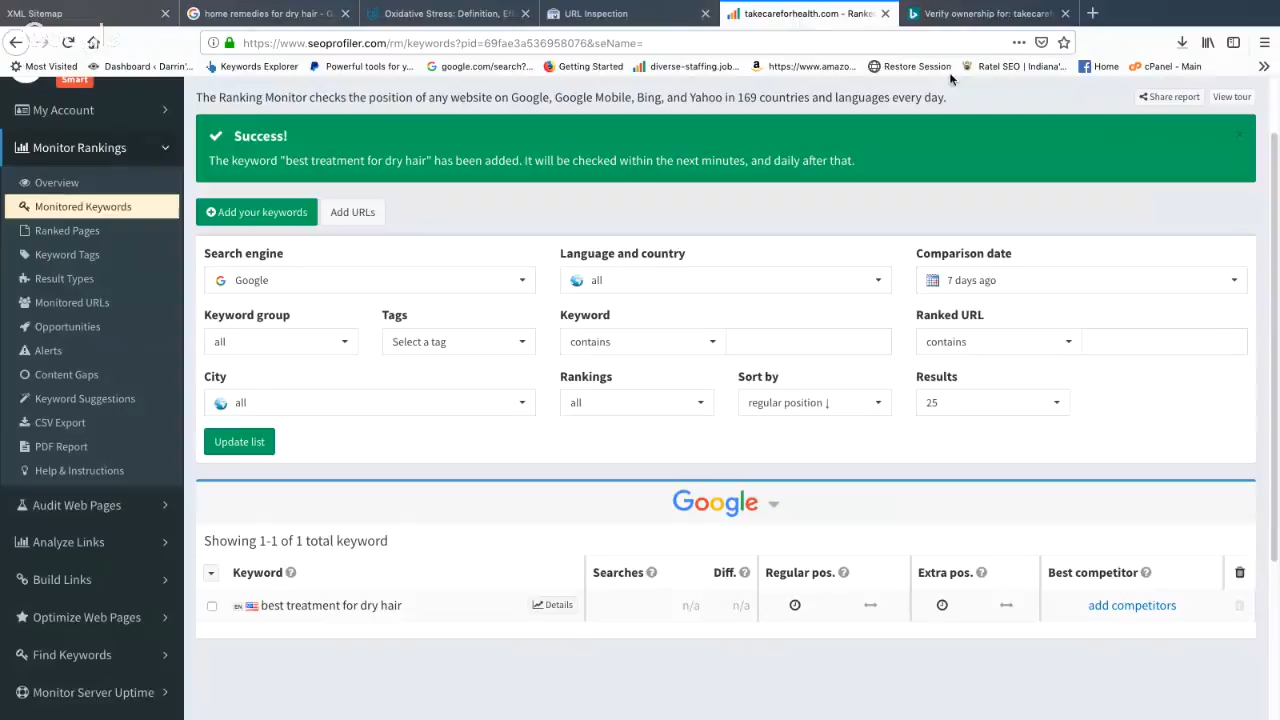 XML Sitemap
home remedies for dry hair - G
Oxidative Stress: Definition, Ef
URL Inspection
takecareforhealth.com - Ranke
Verify ownership for: takecaref
https://www.seoprofiler.com/rm/keywords?pid=69fae3a536958076&seName=
Most Visited
Dashboard ‹ Darrin'...
Keywords Explorer
Powerful tools for y...
google.com/search?...
Getting Started
diverse-staffing.job...
https://www.amazo...
Restore Session
Ratel SEO | Indiana'...
Home
cPanel - Main
Smart
My Account
Monitor Rankings
Overview
Monitored Keywords
Ranked Pages
Keyword Tags
Result Types
Monitored URLs
Opportunities
Alerts
Content Gaps
Keyword Suggestions
CSV Export
PDF Report
Help & Instructions
Audit Web Pages
Analyze Links
Build Links
Optimize Web Pages
Find Keywords
Monitor Server Uptime
The Ranking Monitor checks the position of any website on Google, Google Mobile, Bing, and Yahoo in 169 countries and languages every day.
Share report
View tour
Success!
The keyword "best treatment for dry hair" has been added. It will be checked within the next minutes, and daily after that.
Add your keywords
Add URLs
Search engine
Language and country
Comparison date
Google
all
7 days ago
Keyword group
Tags
Keyword
Ranked URL
all
Select a tag
contains
contains
City
Rankings
Sort by
Results
all
all
regular position ↓
25
Update list
Google
Showing 1-1 of 1 total keyword
Keyword
Searches
Diff.
Regular pos.
Extra pos.
Best competitor
EN best treatment for dry hair
Details
n/a
n/a
add competitors